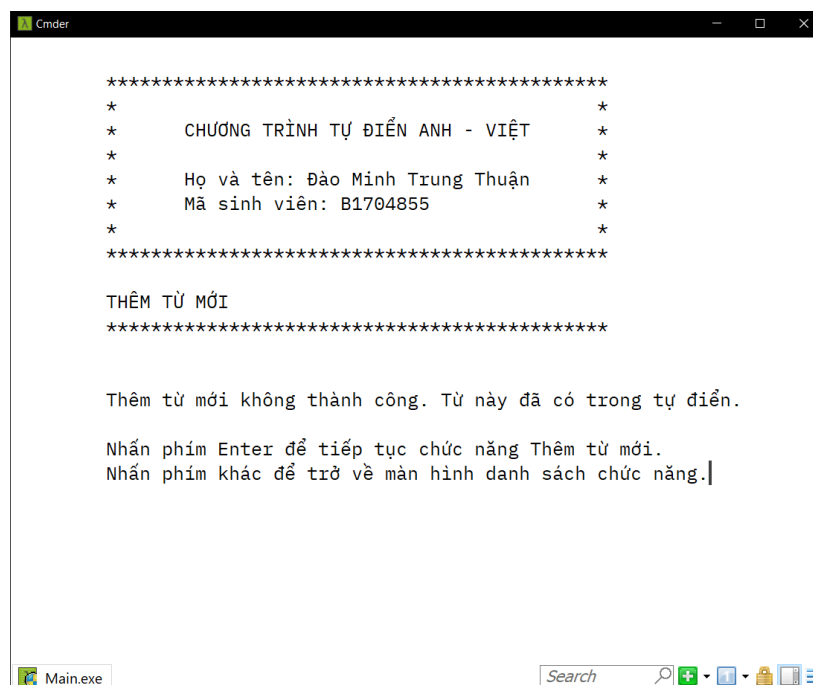 Cmder
*********************************************
* *
* CHƯƠNG TRÌNH TỰ ĐIỂN ANH - VIỆT *
* *
* Họ và tên: Đào Minh Trung Thuận *
* Mã sinh viên: B1704855 *
* *
*********************************************
THÊM TỪ MỚI
*********************************************
Thêm từ mới không thành công. Từ này đã có trong tự điển.
Nhấn phím Enter để tiếp tục chức năng Thêm từ mới.
Nhấn phím khác để trở về màn hình danh sách chức năng.
Main.exe Search